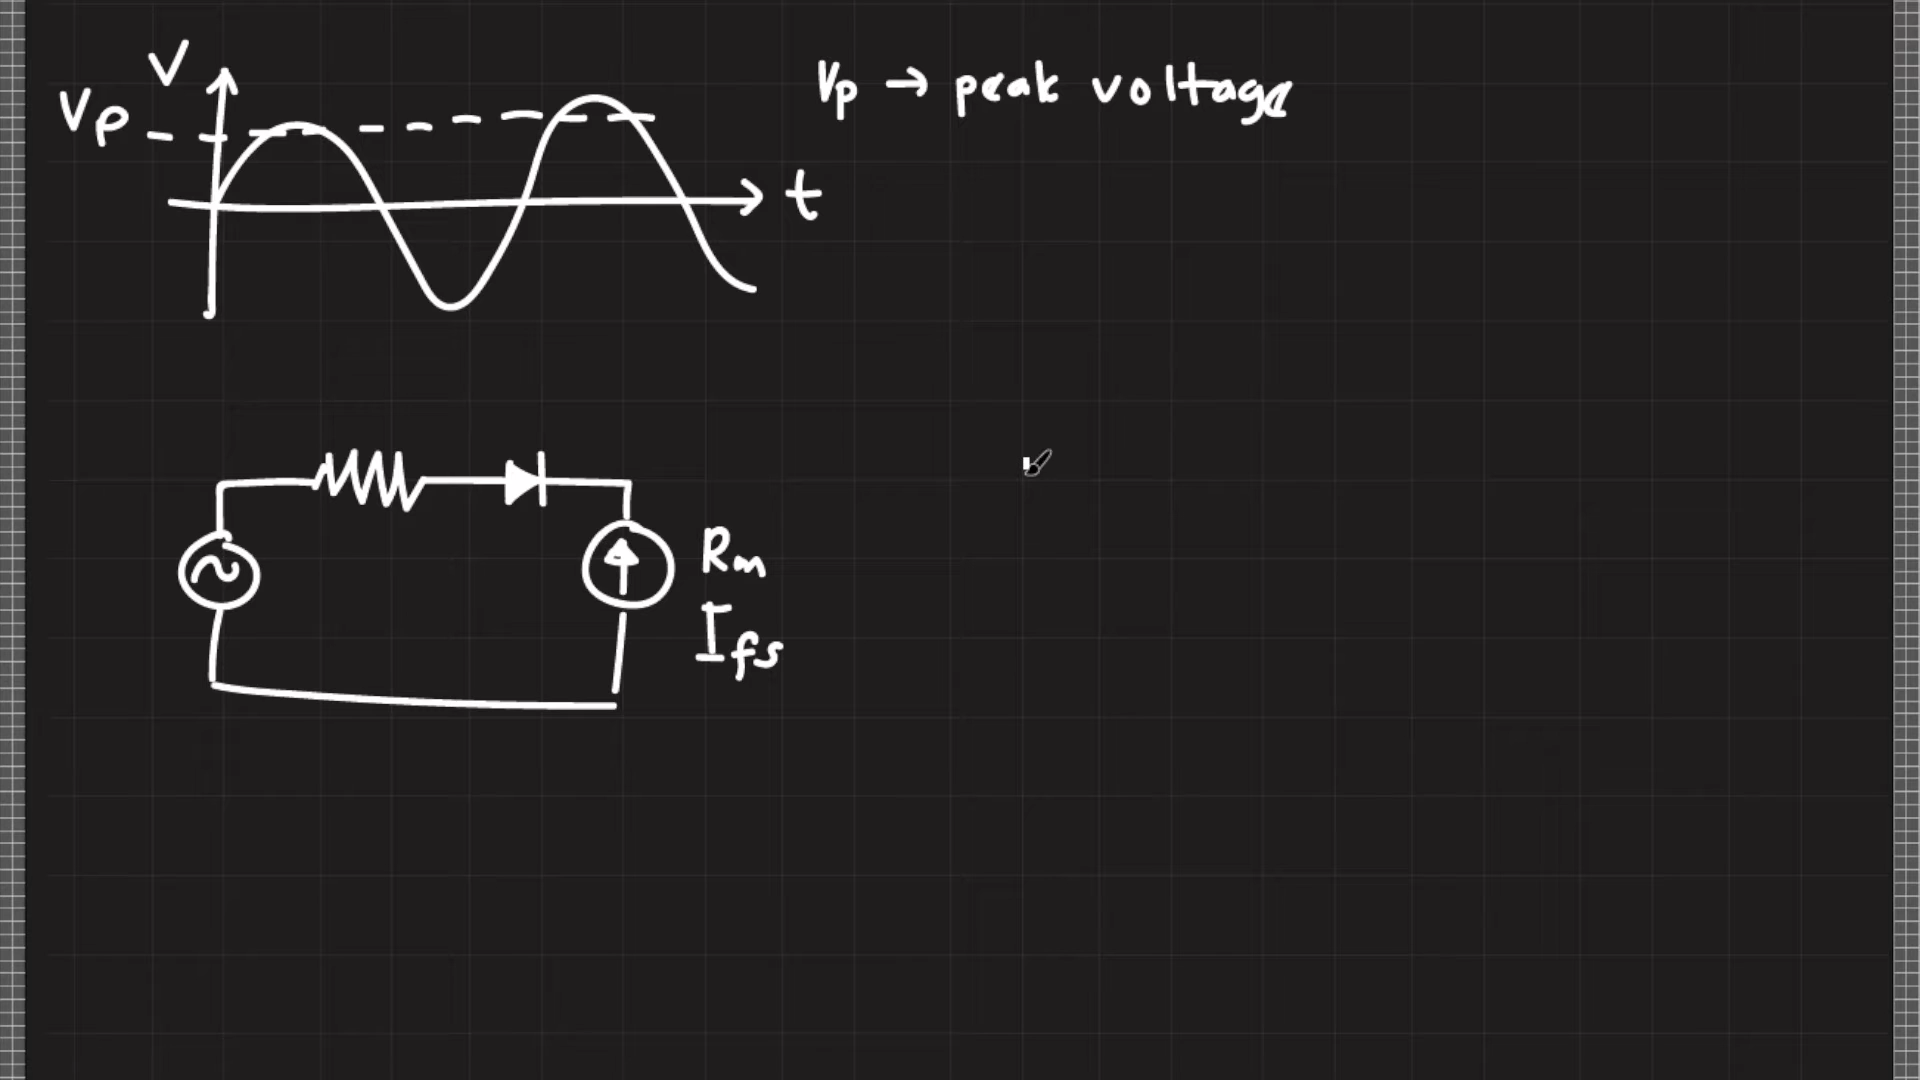 V
Vp
Vp → peak voltage
t
Rm
Ifs